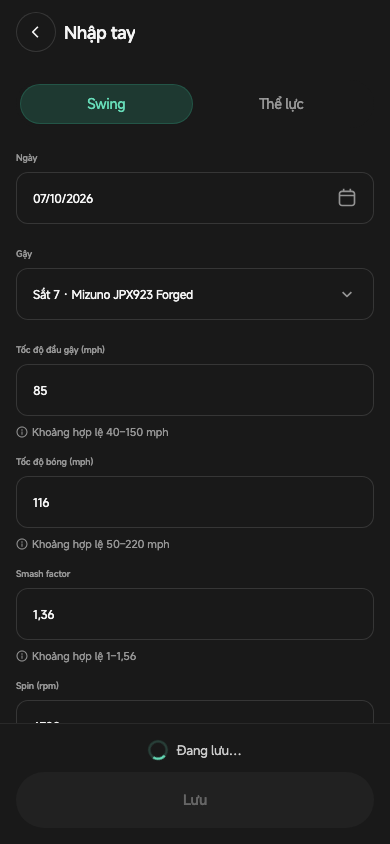 Nhập tay
Swing
Thể lực
Ngày
07/10/2026
Gậy
Sắt 7 · Mizuno JPX923 Forged
Tốc độ đầu gậy (mph)
85
Khoảng hợp lệ 40–150 mph
Tốc độ bóng (mph)
116
Khoảng hợp lệ 50–220 mph
Smash factor
1,36
Khoảng hợp lệ 1–1,56
Spin (rpm)
Đang lưu...
Lưu